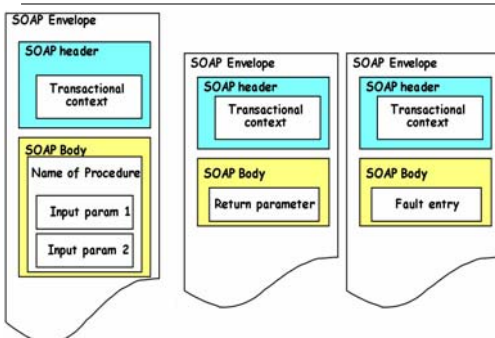 SOAP Envelope
SOAP header
Transactional
context
SOAP Body
Name of Procedure
Input param 1
Input param 2
SOAP Envelope
SOAP header
Transactional
context
SOAP Body
Return parameter
SOAP Envelope
SOAP header
Transactional
context
SOAP Body
Fault entry